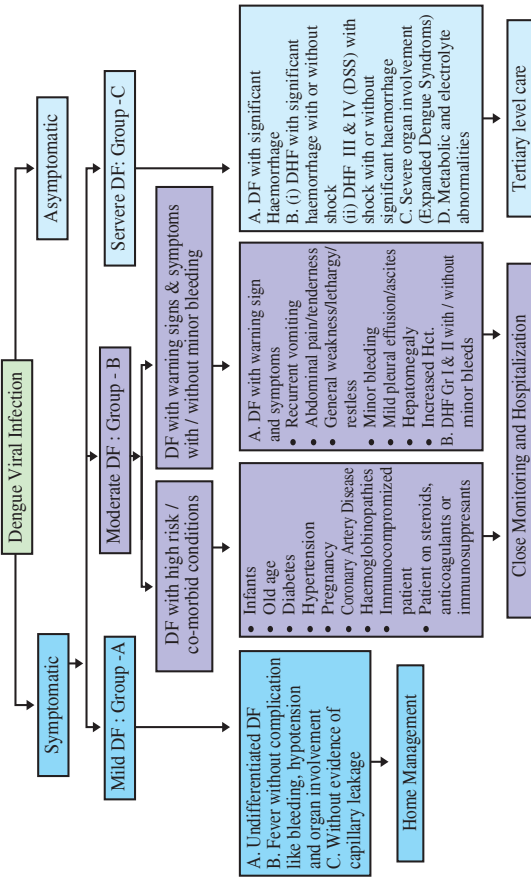 Dengue Viral Infection
Symptomatic
Asymptomatic
Mild DF : Group -A
Moderate DF : Group - B
Servere DF: Group -C
DF with high risk /
co-morbid conditions
DF with warning signs & symptoms
with / without minor bleeding
A. Undifferentiated DF
B. Fever without complication
like bleeding, hypotension
and organ involvement
C. Without evidence of
capillary leakage
• Infants
• Old age
• Diabetes
• Hypertension
• Pregnancy
• Coronary Artery Disease
• Haemoglobinopathies
• Immunocompromized
patient
• Patient on steroids,
anticoagulants or
immunosuppresants
A. DF with warning sign
and symptoms
• Recurrent vomiting
• Abdominal pain/tenderness
• General weakness/lethargy/
restless
• Minor bleeding
• Mild pleural effusion/ascites
• Hepatomegaly
• Increased Hct.
B. DHF Gr I & II with / without
minor bleeds
A. DF with significant
Haemorrhage
B. (i) DHF with significant
haemorrhage with or without
shock
(ii) DHF III & IV (DSS) with
shock with or without
significant haemorrhage
C. Severe organ involvement
(Expanded Dengue Syndroms)
D. Metabolic and electrolyte
abnormalities
Home Management
Close Monitoring and Hospitalization
Tertiary level care